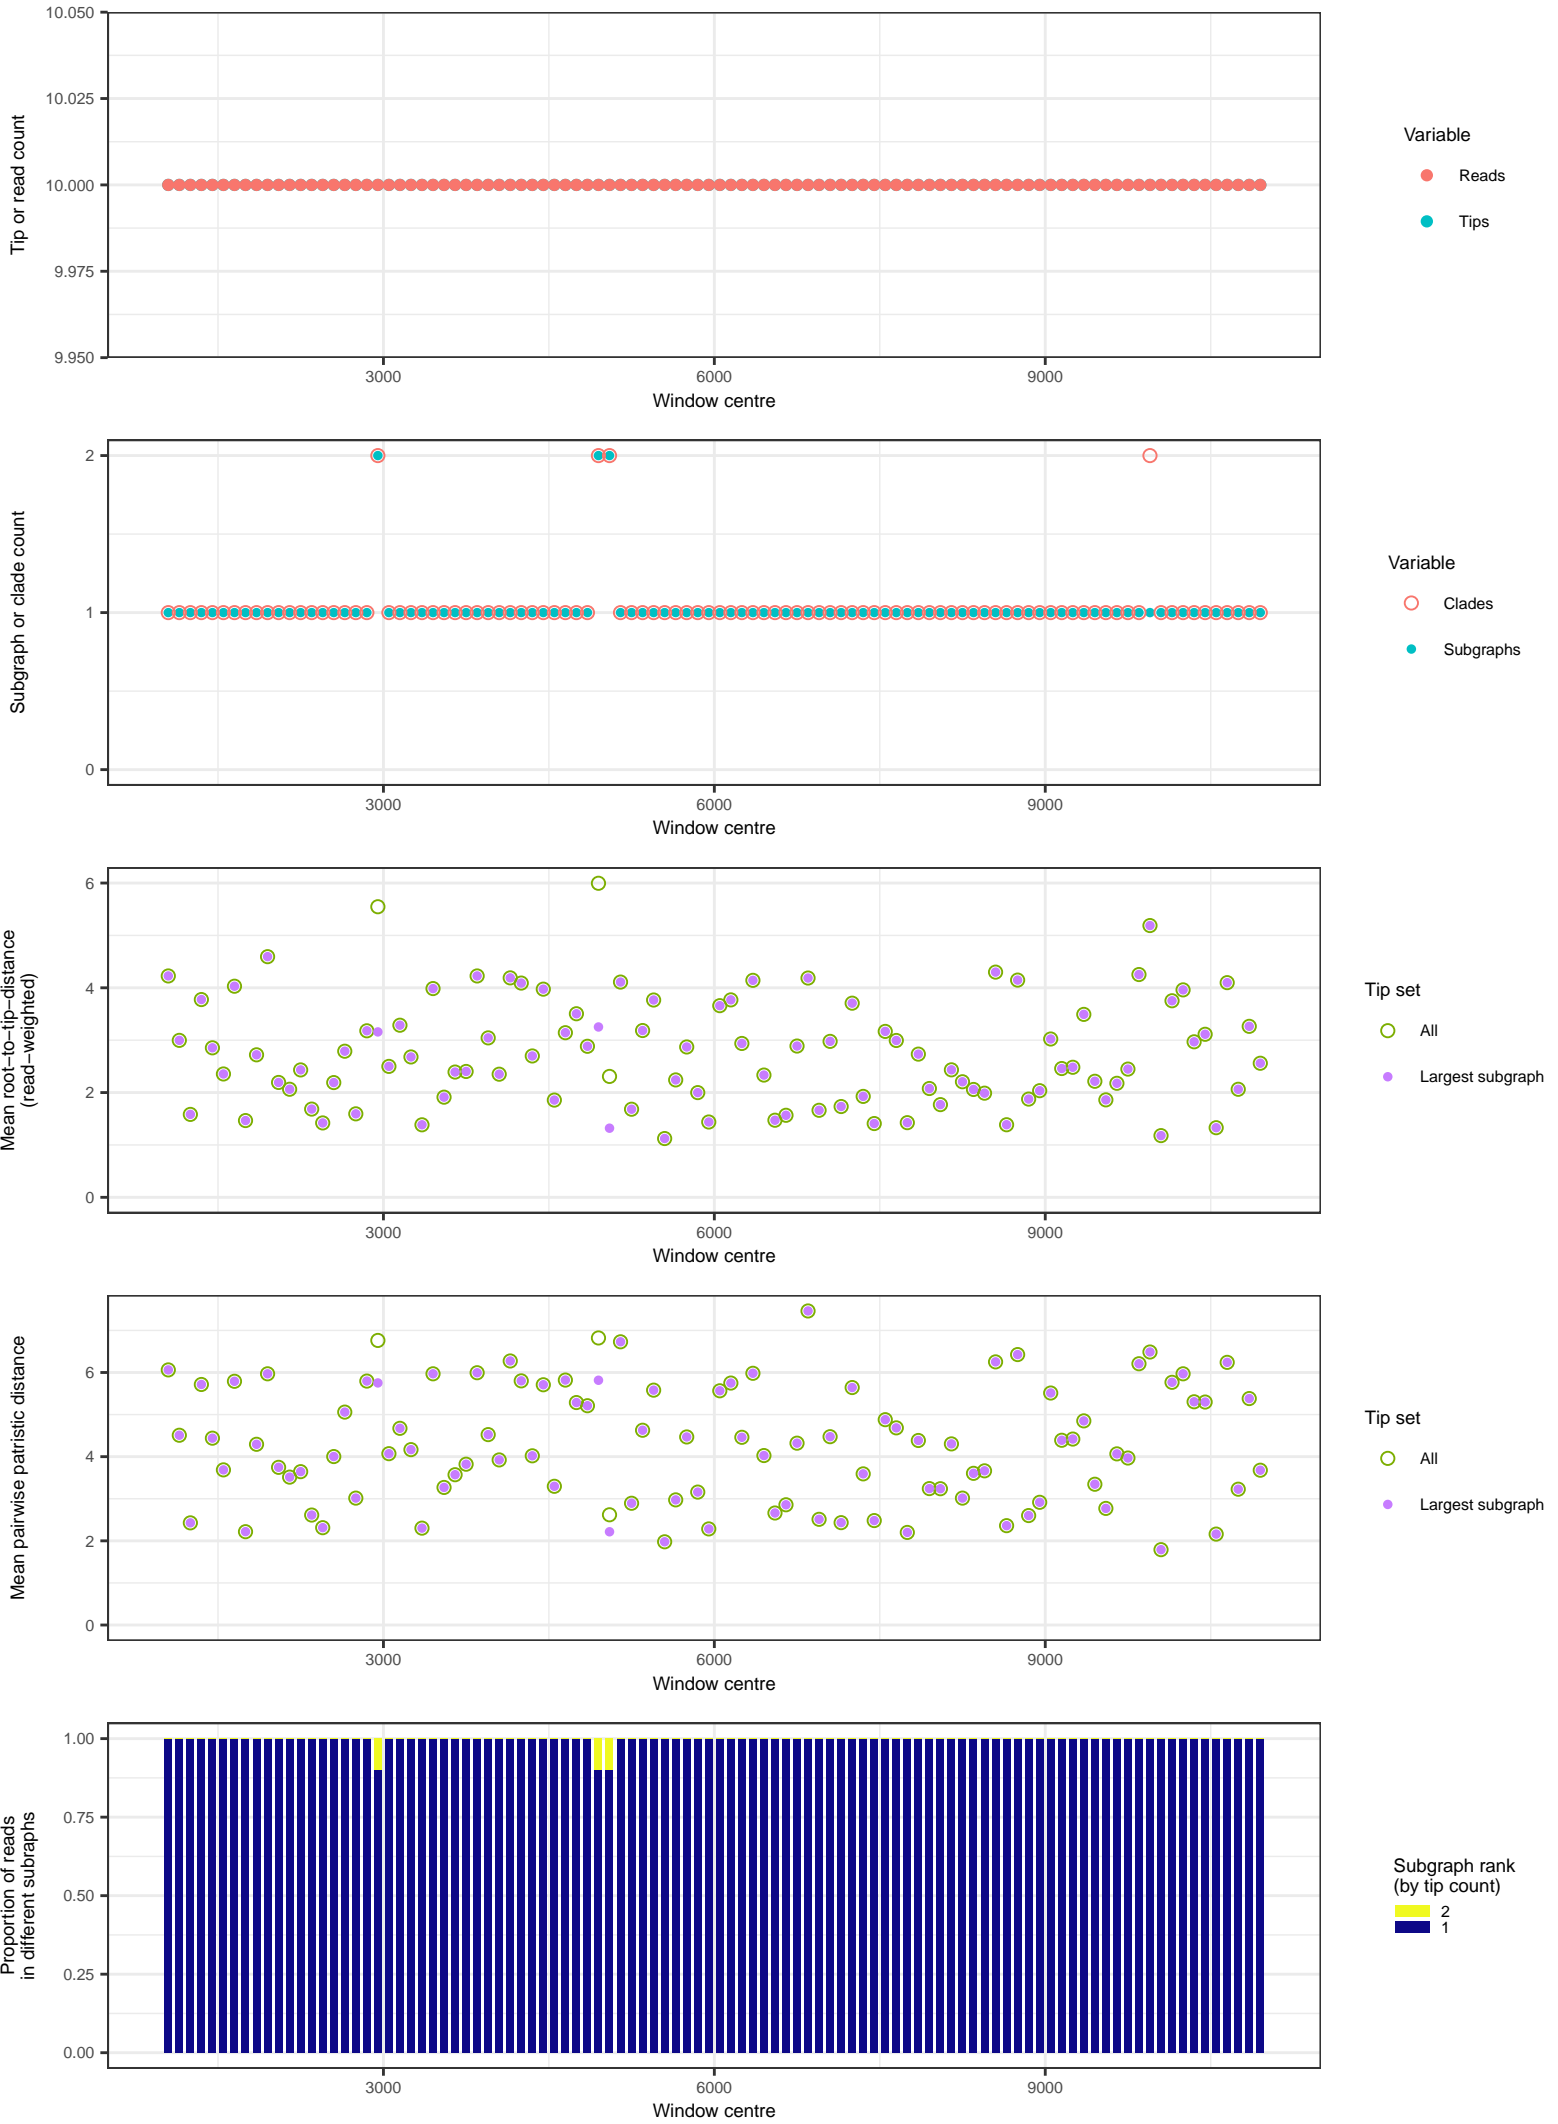 10.050
10.025
10.000
9.975
9.950
Tip or read count
3000
6000
9000
Window centre
Variable
Reads
Tips
2
1
0
Subgraph or clade count
3000
6000
9000
Window centre
Variable
Clades
Subgraphs
6
4
2
0
Mean root−to−tip−distance
(read−weighted)
3000
6000
9000
Window centre
Tip set
All
Largest subgraph
6
4
2
0
Mean pairwise patristic distance
3000
6000
9000
Window centre
Tip set
All
Largest subgraph
1.00
0.75
0.50
0.25
0.00
Proportion of reads
in different subraphs
3000
6000
9000
Window centre
Subgraph rank
(by tip count)
2
1